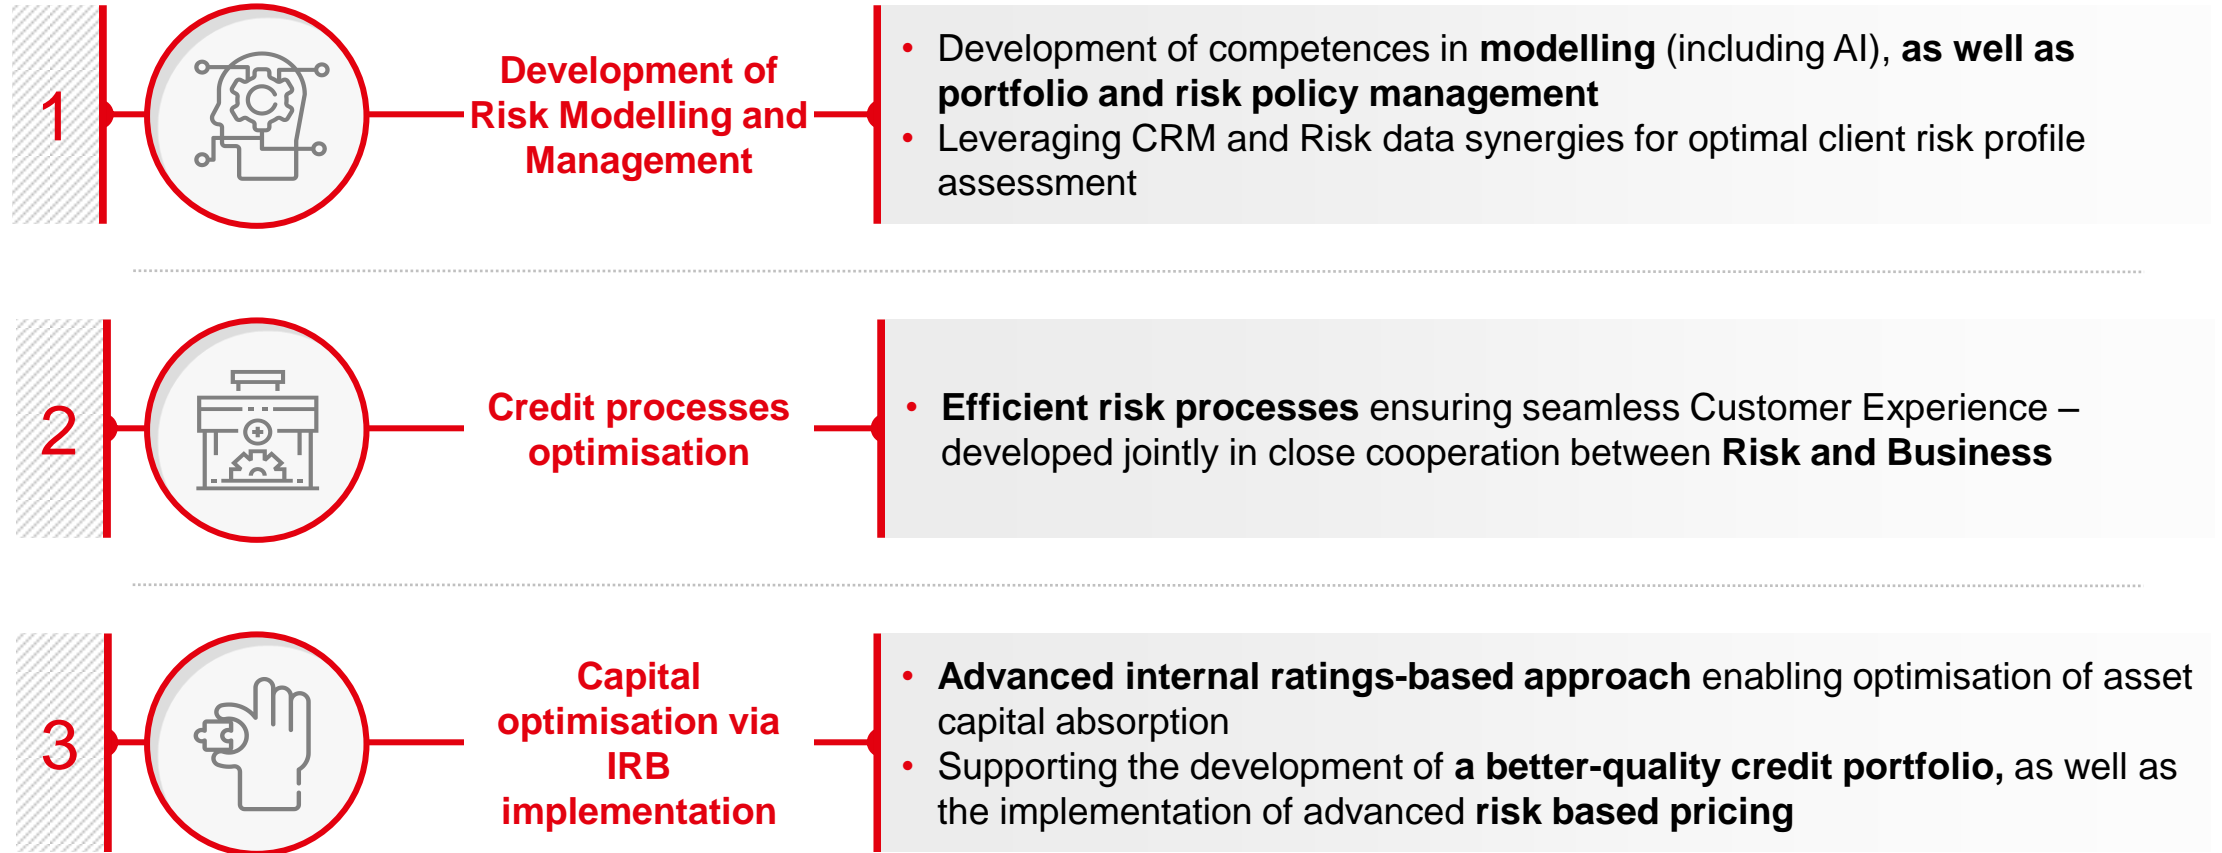 1
Development of
Risk Modelling and
Management
• Development of competences in modelling (including AI), as well as
portfolio and risk policy management
• Leveraging CRM and Risk data synergies for optimal client risk profile
assessment
2
Credit processes
optimisation
• Efficient risk processes ensuring seamless Customer Experience –
developed jointly in close cooperation between Risk and Business
3
Capital
optimisation via
IRB
implementation
• Advanced internal ratings-based approach enabling optimisation of asset
capital absorption
• Supporting the development of a better-quality credit portfolio, as well as
the implementation of advanced risk based pricing